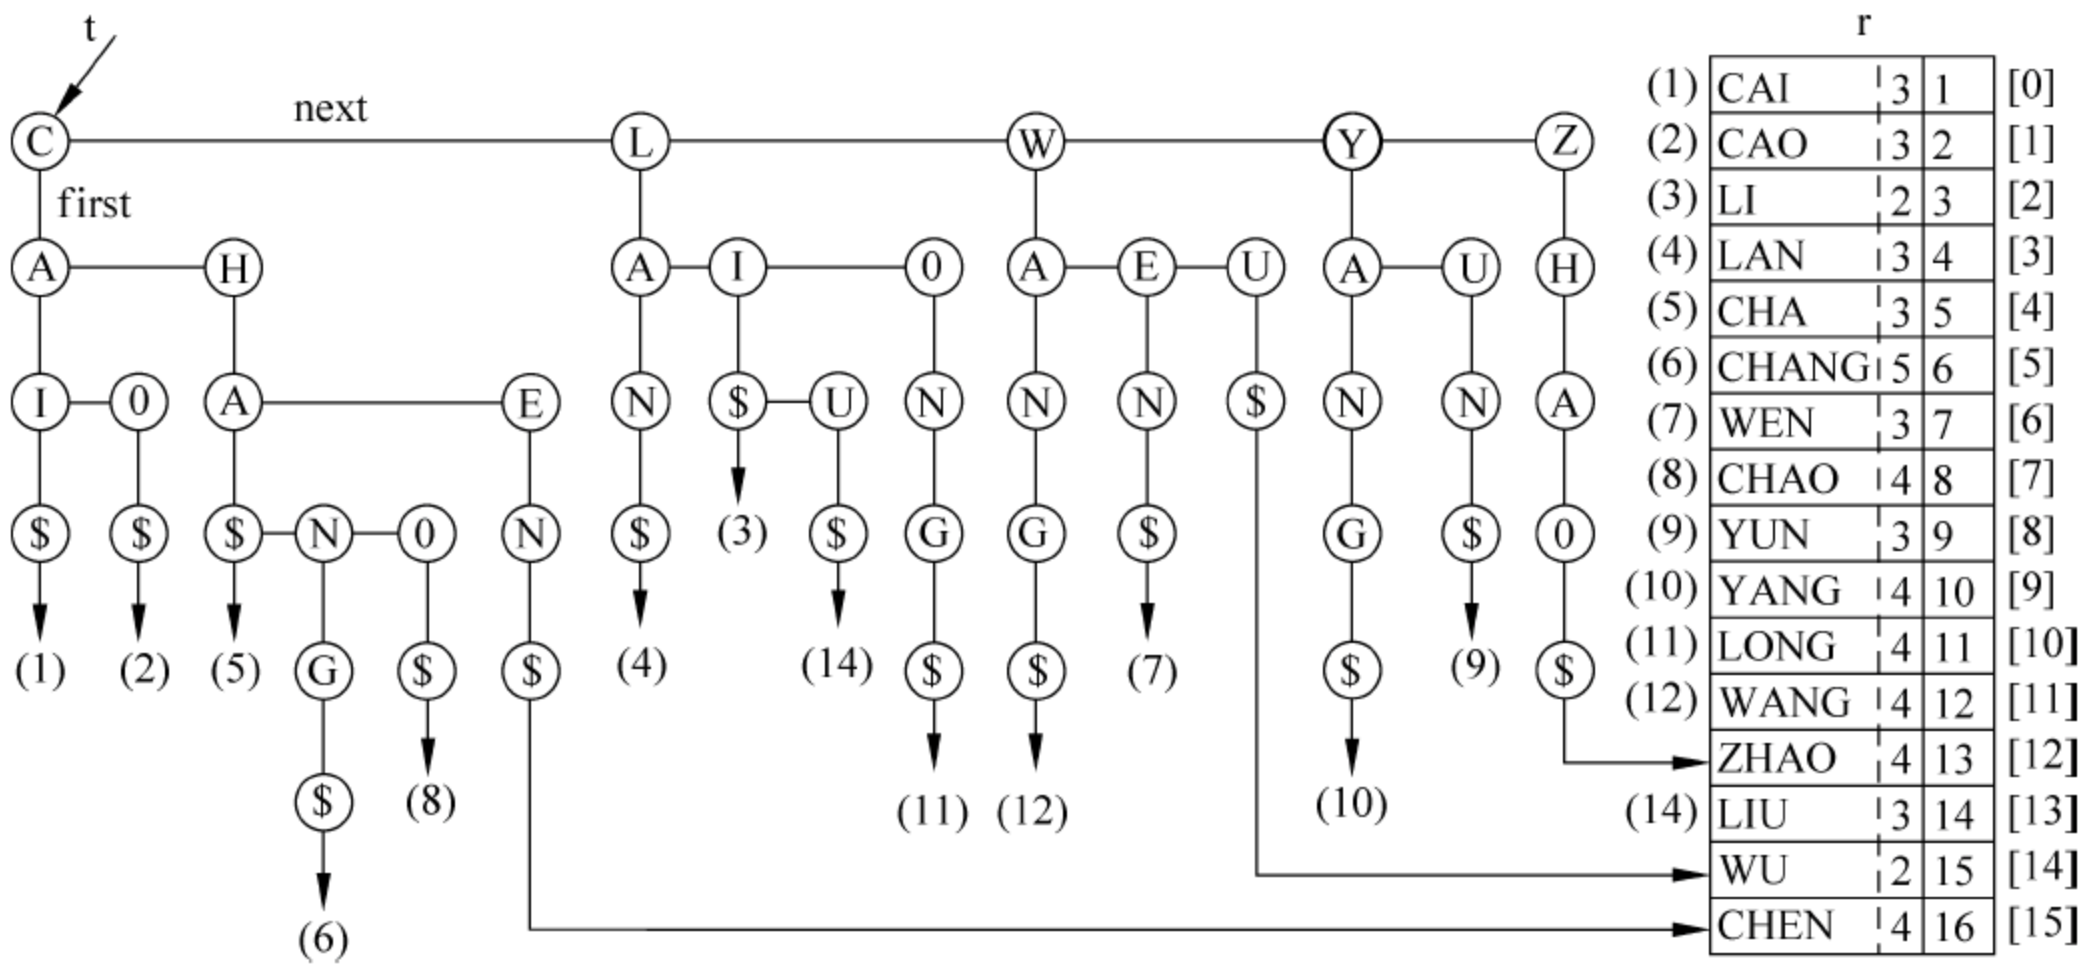 t r
(1) CAI 3 1 [0]
C next L W Y Z
(2) CAO 3 2 [1]
first
(3) LI 2 3 [2]
A H A I 0 A E U A U H
(4) LAN 3 4 [3]
(5) CHA 3 5 [4]
(6) CHANG 5 6 [5]
I 0 A E N $ U N N N $ N N A
(7) WEN 3 7 [6]
(8) CHAO 4 8 [7]
$ $ $ N 0 N $ (3) $ G G $ G $ 0
(9) YUN 3 9 [8]
(10) YANG 4 10 [9]
(11) LONG 4 11 [10]
(1) (2) (5) G $ $ (4) (14) $ $ (7) $ (9) $
(12) WANG 4 12 [11]
ZHAO 4 13 [12]
$ (8) (11) (12) (10)
(14) LIU 3 14 [13]
WU 2 15 [14]
CHEN 4 16 [15]
(6)